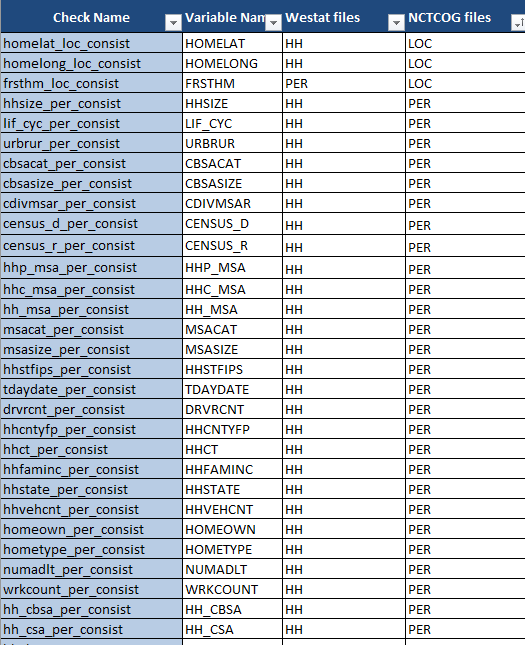 Check Name Variable Nam Westat files NCTCOG files
homelat_loc_consist HOMELAT HH LOC
homelong_loc_consist HOMELONG HH LOC
frsthm_loc_consist FRSTHM PER LOC
hhsize_per_consist HHSIZE HH PER
lif_cyc_per_consist LIF_CYC HH PER
urbrur_per_consist URBRUR HH PER
cbsacat_per_consist CBSACAT HH PER
cbsasize_per_consist CBSASIZE HH PER
cdivmsar_per_consist CDIVMSAR HH PER
census_d_per_consist CENSUS_D HH PER
census_r_per_consist CENSUS_R HH PER
hhp_msa_per_consist HHP_MSA HH PER
hhc_msa_per_consist HHC_MSA HH PER
hh_msa_per_consist HH_MSA HH PER
msacat_per_consist MSACAT HH PER
msasize_per_consist MSASIZE HH PER
hhstfips_per_consist HHSTFIPS HH PER
tdaydate_per_consist TDAYDATE HH PER
drvrcnt_per_consist DRVRCNT HH PER
hhcntyfp_per_consist HHCNTYFP HH PER
hhct_per_consist HHCT HH PER
hhfaminc_per_consist HHFAMINC HH PER
hhstate_per_consist HHSTATE HH PER
hhvehcnt_per_consist HHVEHCNT HH PER
homeown_per_consist HOMEOWN HH PER
hometype_per_consist HOMETYPE HH PER
numadlt_per_consist NUMADLT HH PER
wrkcount_per_consist WRKCOUNT HH PER
hh_cbsa_per_consist HH_CBSA HH PER
hh_csa_per_consist HH_CSA HH PER